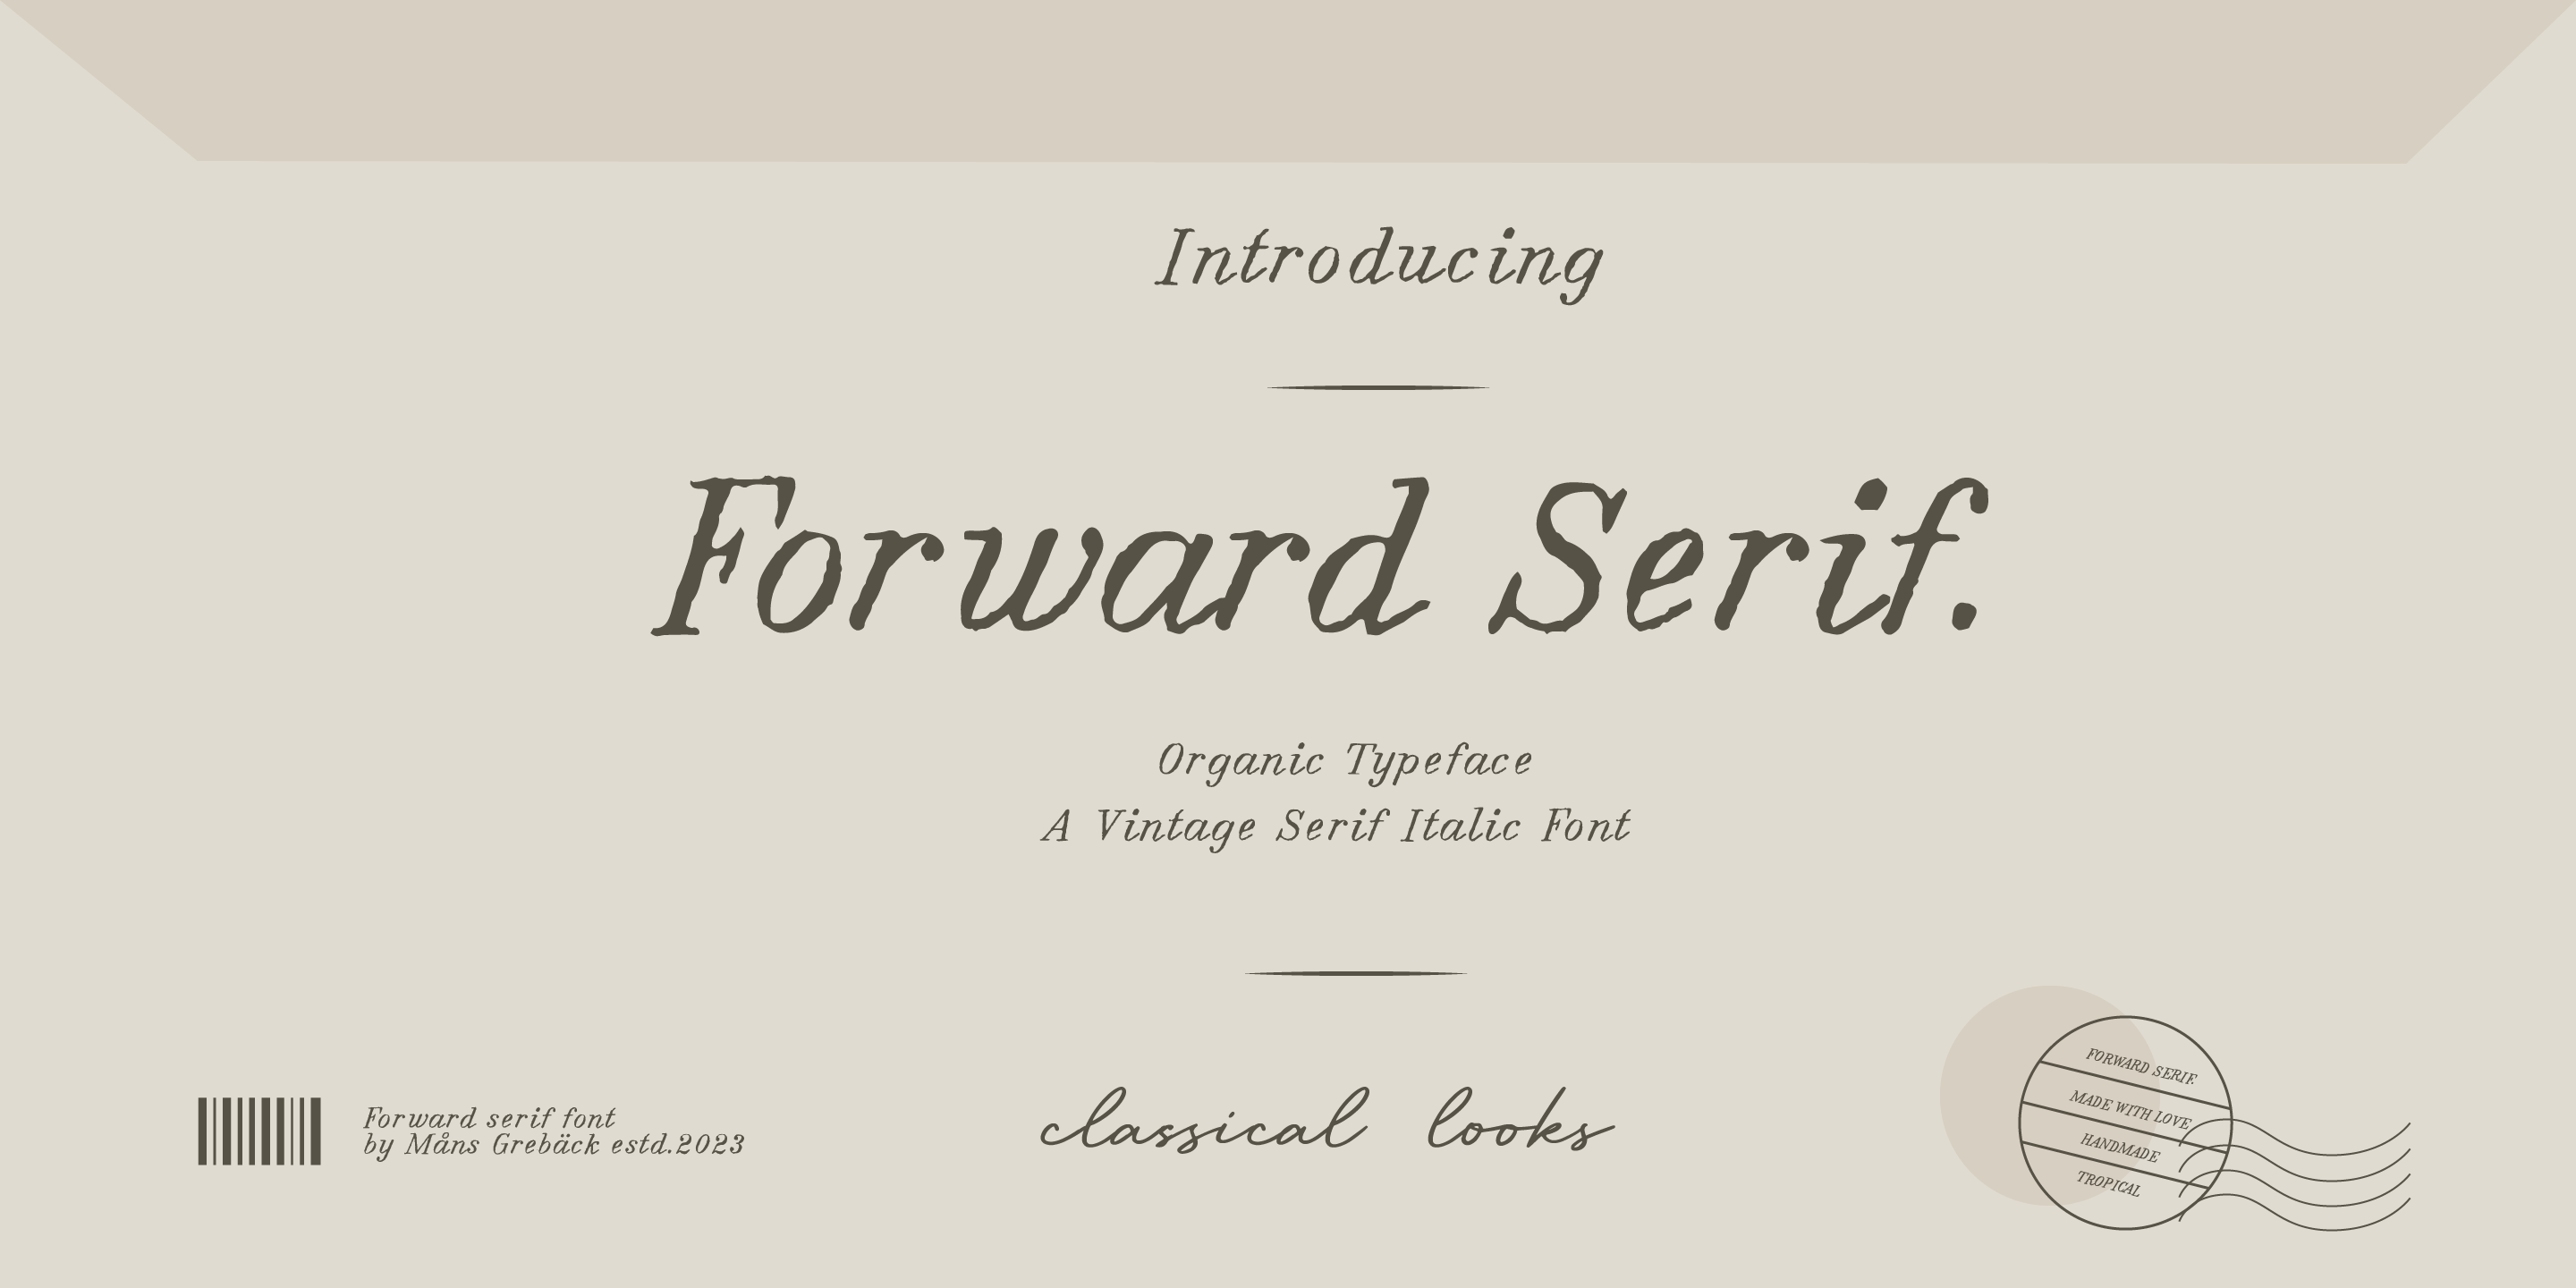 Introducing
Forward Serif.
Organic Typeface
A Vintage Serif Italic Font
Forward serif font
by Måns Grebäck estd.2023
classical looks
FORWARD SERIF.
MADE WITH LOVE
HANDMADE
TROPICAL